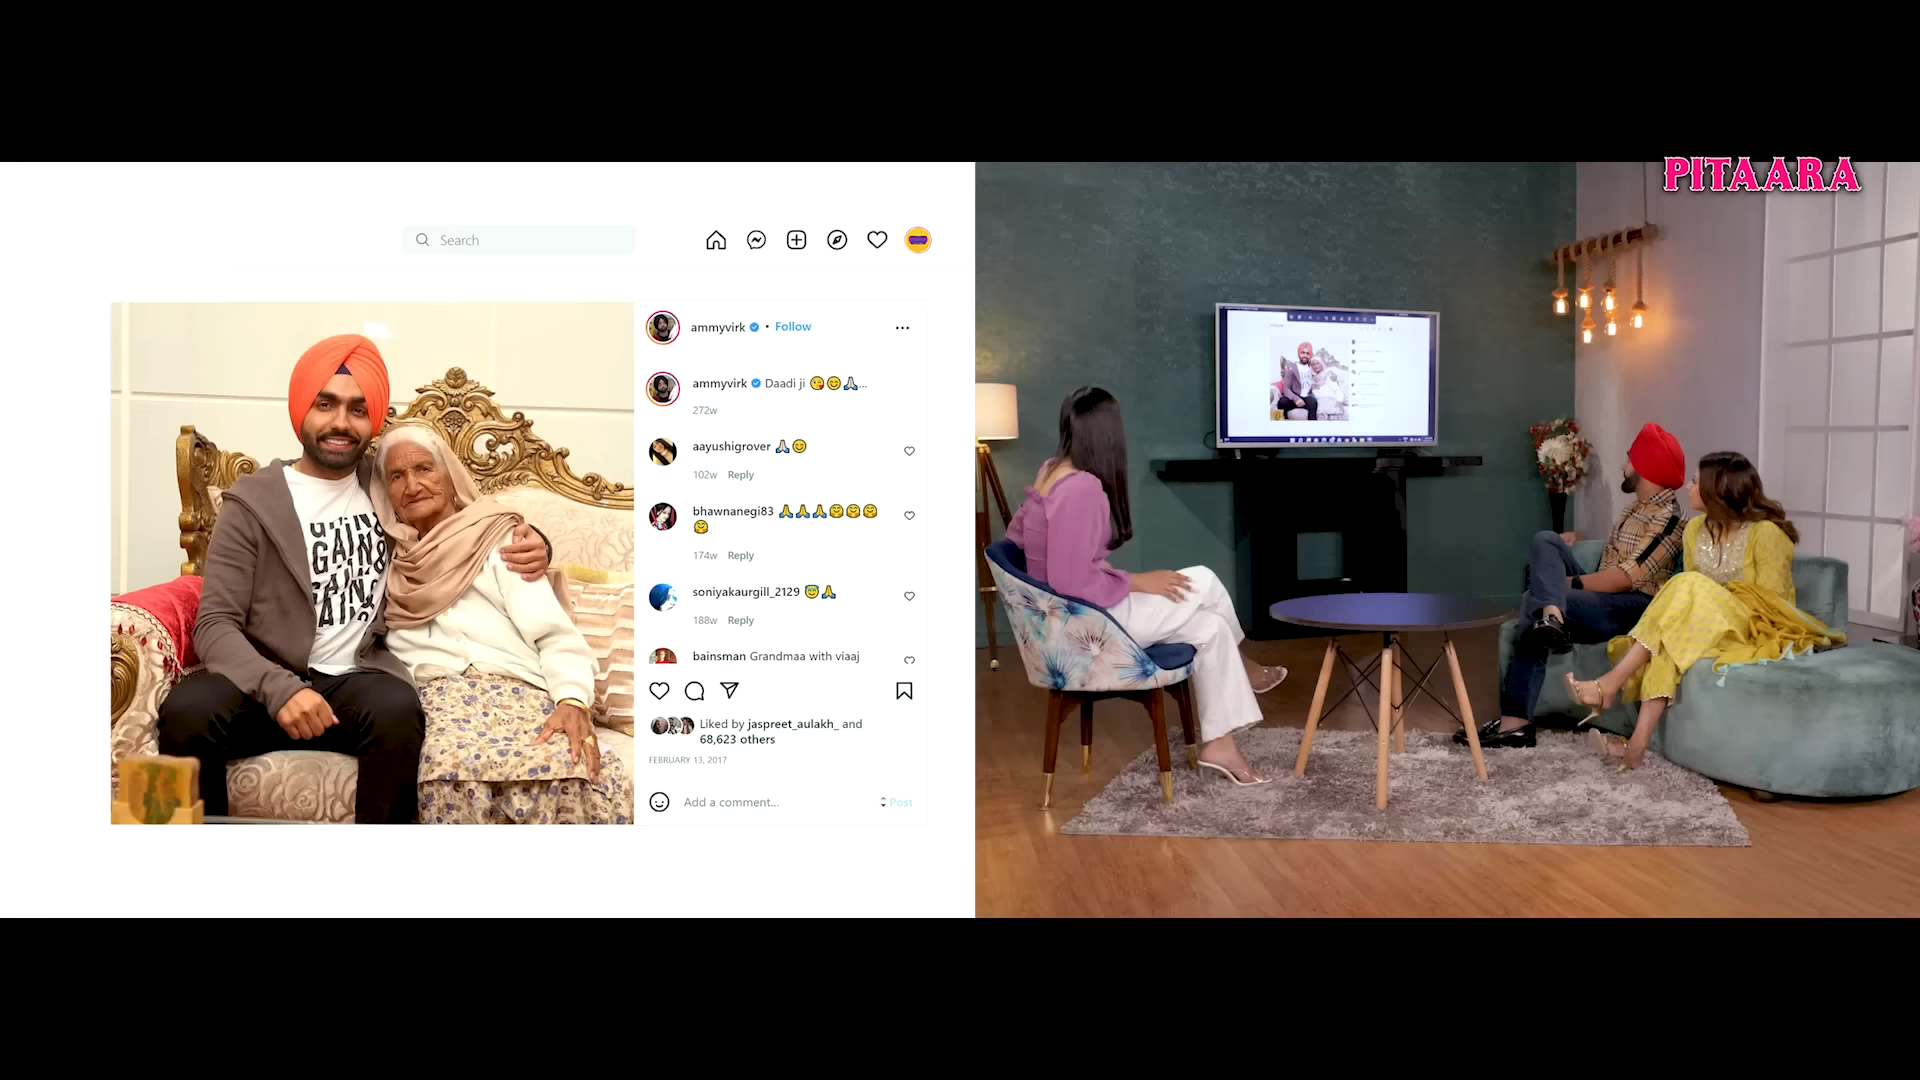 PITAARA
Search
ammyvirk • Follow
ammyvirk Daadi ji 😘😊🙏🏻...
272w
aayushigrover 🙏🏻😊
102w Reply
bhawnanegi83 🙏🙏🙏🤗🤗🤗
🤗
174w Reply
soniyakaurgill_2129 😇🙏
188w Reply
bainsman Grandmaa with viaaj
Liked by jaspreet_aulakh_ and
68,623 others
FEBRUARY 13, 2017
Add a comment...
Post